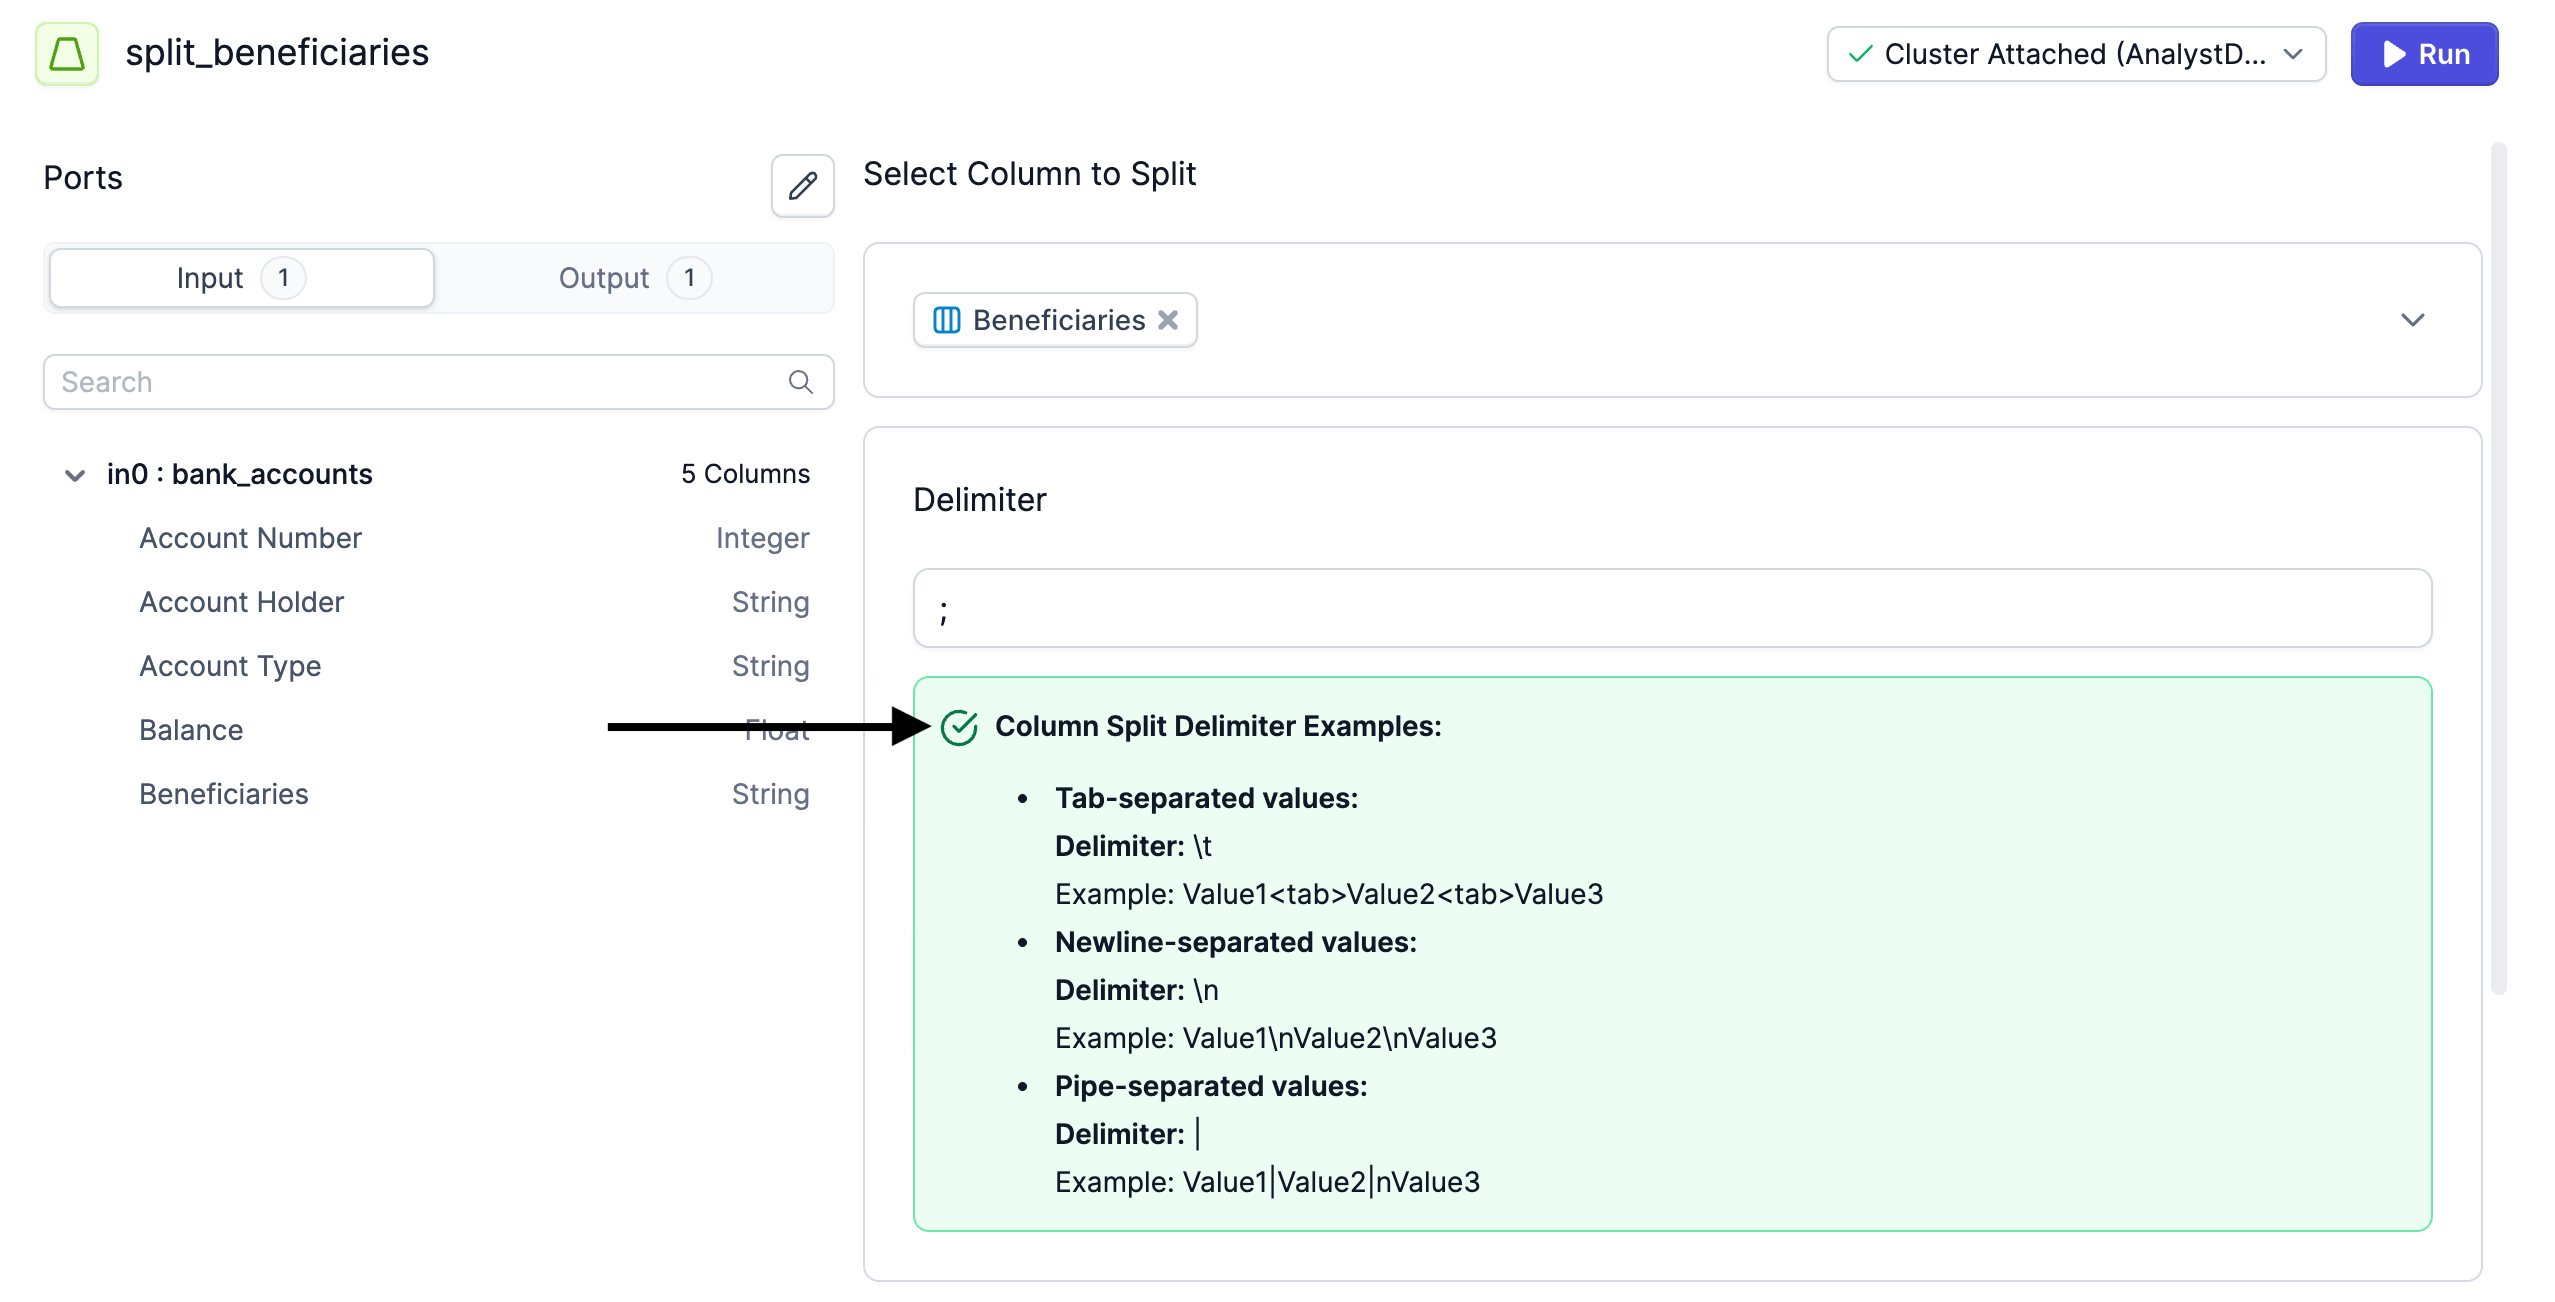 split_beneficiaries
Cluster Attached (AnalystD...
Run
Ports
Input 1
Output 1
Search
in0 : bank_accounts 5 Columns
Account Number Integer
Account Holder String
Account Type String
Balance Float
Beneficiaries String
Select Column to Split
Beneficiaries
Delimiter
;
Column Split Delimiter Examples:
• Tab-separated values:
Delimiter: \t
Example: Value1<tab>Value2<tab>Value3
• Newline-separated values:
Delimiter: \n
Example: Value1\nValue2\nValue3
• Pipe-separated values:
Delimiter: |
Example: Value1|Value2|nValue3